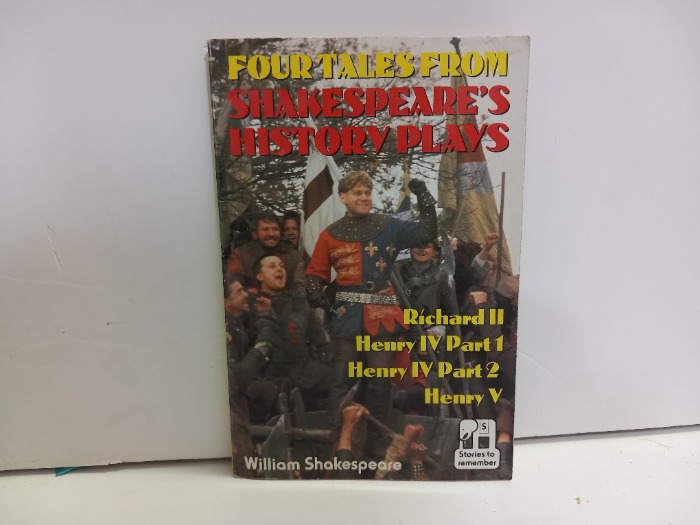 FOUR TALES FROM
SHAKESPEARE'S
HISTORY PLAYS
Richard II
Henry IV Part 1
Henry IV Part 2
Henry V
S
Stories to
remember
William Shakespeare